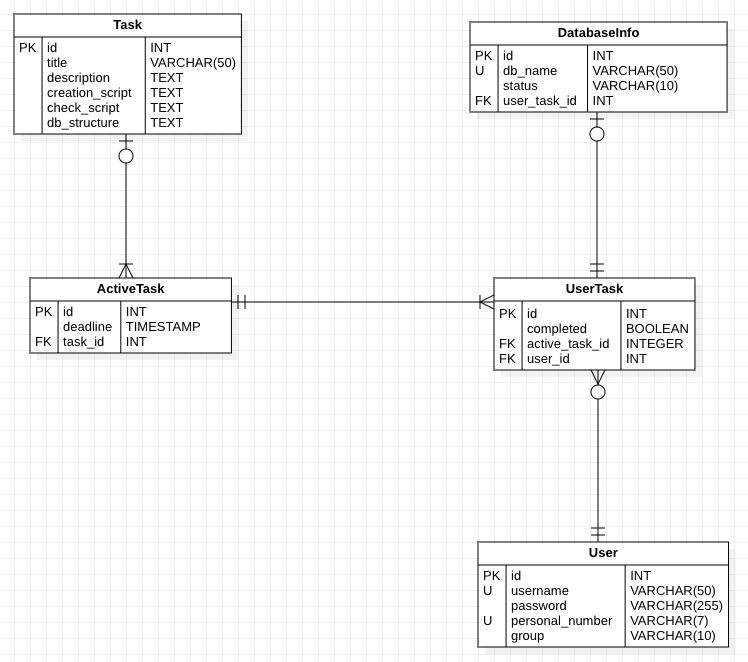 Task
PK id INT
title VARCHAR(50)
description TEXT
creation_script TEXT
check_script TEXT
db_structure TEXT
DatabaseInfo
PK id INT
U db_name VARCHAR(50)
status VARCHAR(10)
FK user_task_id INT
ActiveTask
PK id INT
deadline TIMESTAMP
FK task_id INT
UserTask
PK id INT
completed BOOLEAN
FK active_task_id INTEGER
FK user_id INT
User
PK id INT
U username VARCHAR(50)
password VARCHAR(255)
U personal_number VARCHAR(7)
group VARCHAR(10)